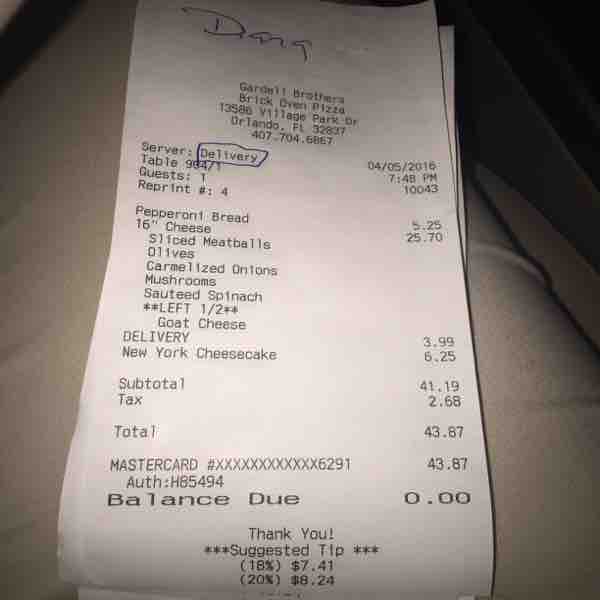 Gardell Brothers
Brick Oven Pizza
13586 Village Park Dr
Orlando, FL 32837
407.704.6867
Server: Delivery
04/05/2016
Table 904/1
7:48 PM
Guests: 1
10043
Reprint #: 4
Pepperoni Bread 5.25
16" Cheese 25.70
Sliced Meatballs
Olives
Carmelized Onions
Mushrooms
Sauteed Spinach
**LEFT 1/2**
Goat Cheese
DELIVERY 3.99
New York Cheesecake 6.25
Subtotal 41.19
Tax 2.68
Total 43.87
MASTERCARD #XXXXXXXXXXXX6291 43.87
Auth:H85494
Balance Due 0.00
Thank You!
***Suggested Tip ***
(18%) $7.41
(20%) $8.24